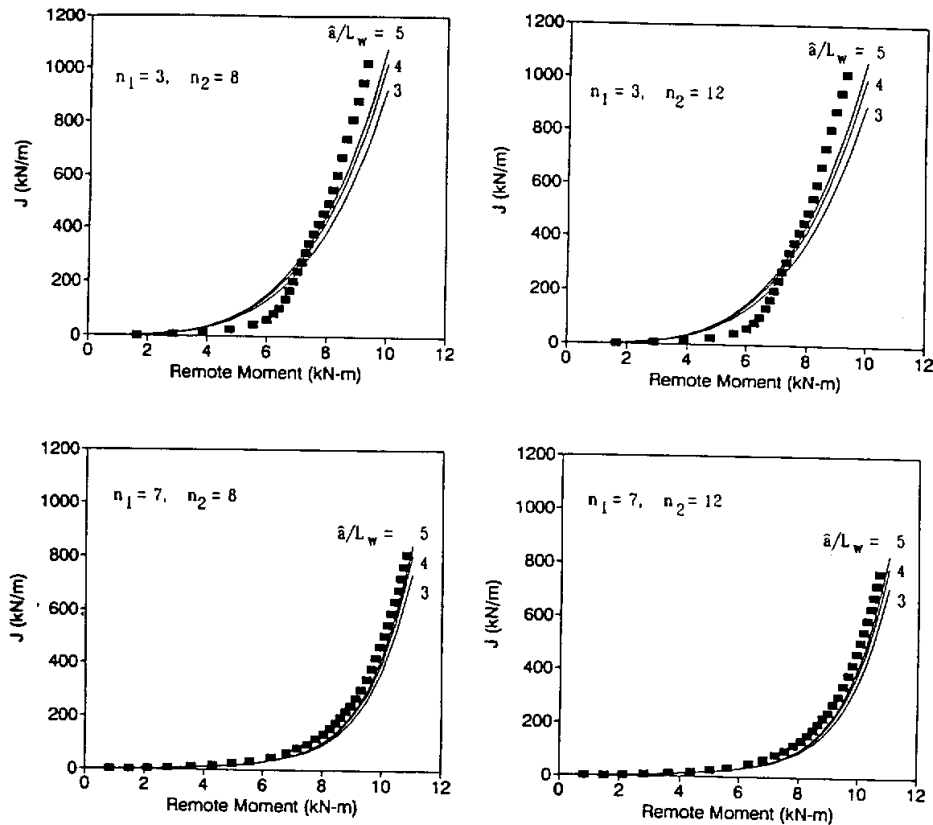 1200
1000
800
600
400
200
0
J (kN/m)
n1 = 3, n2 = 8
â/Lw = 5
4
3
0 2 4 6 8 10 12
Remote Moment (kN-m)
1200
1000
800
600
400
200
0
J (kN/m)
n1 = 3, n2 = 12
â/Lw = 5
4
3
0 2 4 6 8 10 12
Remote Moment (kN-m)
1200
1000
800
600
400
200
0
J (kN/m)
n1 = 7, n2 = 8
â/Lw = 5
4
3
0 2 4 6 8 10 12
Remote Moment (kN-m)
1200
1000
800
600
400
200
0
J (kN/m)
n1 = 7, n2 = 12
â/Lw = 5
4
3
0 2 4 6 8 10 12
Remote Moment (kN-m)